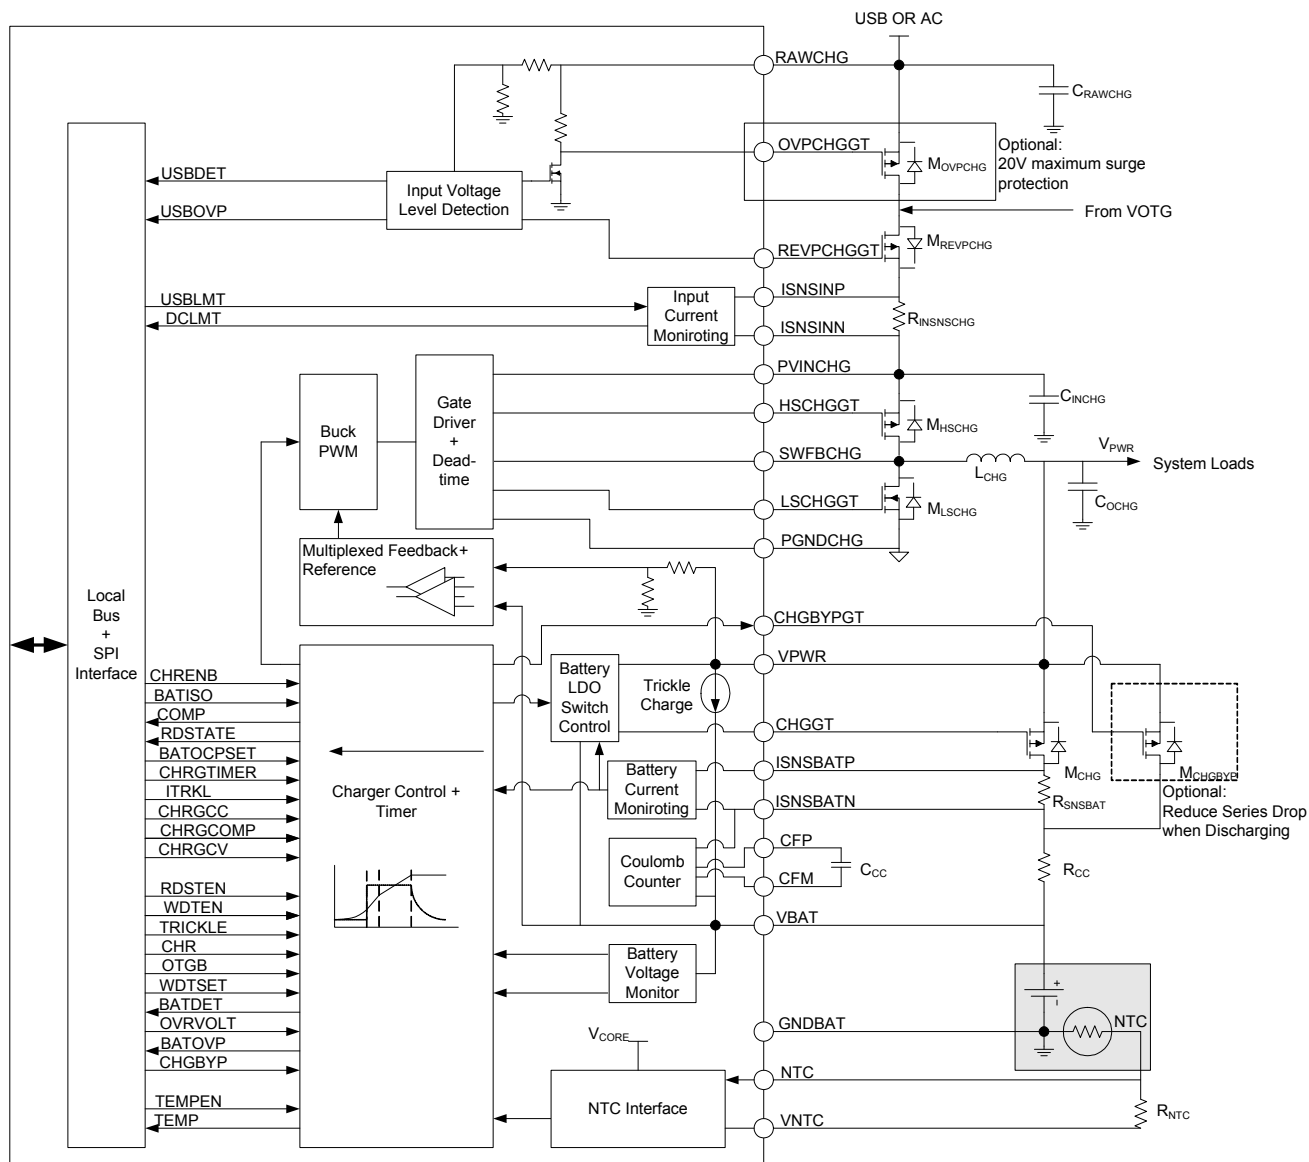 USB OR AC
RAWCHG
CRAWCHG
OVPCHGGT
MOVPCHG
Optional:
20V maximum surge
protection
USBDET
Input Voltage
Level Detection
USBOVP
From VOTG
REVPCHGGT
MREVPCHG
USBLMT
DCLMT
Input
Current
Moniroting
ISNSINP
ISNSINN
RINSNSCHG
PVINCHG
CINCHG
Buck
PWM
Gate
Driver
+
Dead-
time
HSCHGGT
MHSCHG
SWFBCHG
LCHG
VPWR
System Loads
COCHG
LSCHGGT
MLSCHG
PGNDCHG
Multiplexed Feedback+
Reference
Local
Bus
+
SPI
Interface
CHGBYPGT
VPWR
Battery
LDO
Switch
Control
Trickle
Charge
CHGGT
MCHG
MCHGBYP
Optional:
Reduce Series Drop
when Discharging
CHRENB
BATISO
COMP
RDSTATE
BATOCPSET
CHRGTIMER
ITRKL
CHRGCC
CHRGCOMP
CHRGCV
RDSTEN
WDTEN
TRICKLE
CHR
OTGB
WDTSET
BATDET
OVRVOLT
BATOVP
CHGBYP
TEMPEN
TEMP
Charger Control +
Timer
Battery
Current
Moniroting
ISNSBATP
ISNSBATN
RSNSBAT
Coulomb
Counter
CFP
CFM
CCC
RCC
VBAT
Battery
Voltage
Monitor
+
-
GNDBAT
NTC
VCORE
NTC Interface
NTC
VNTC
RNTC